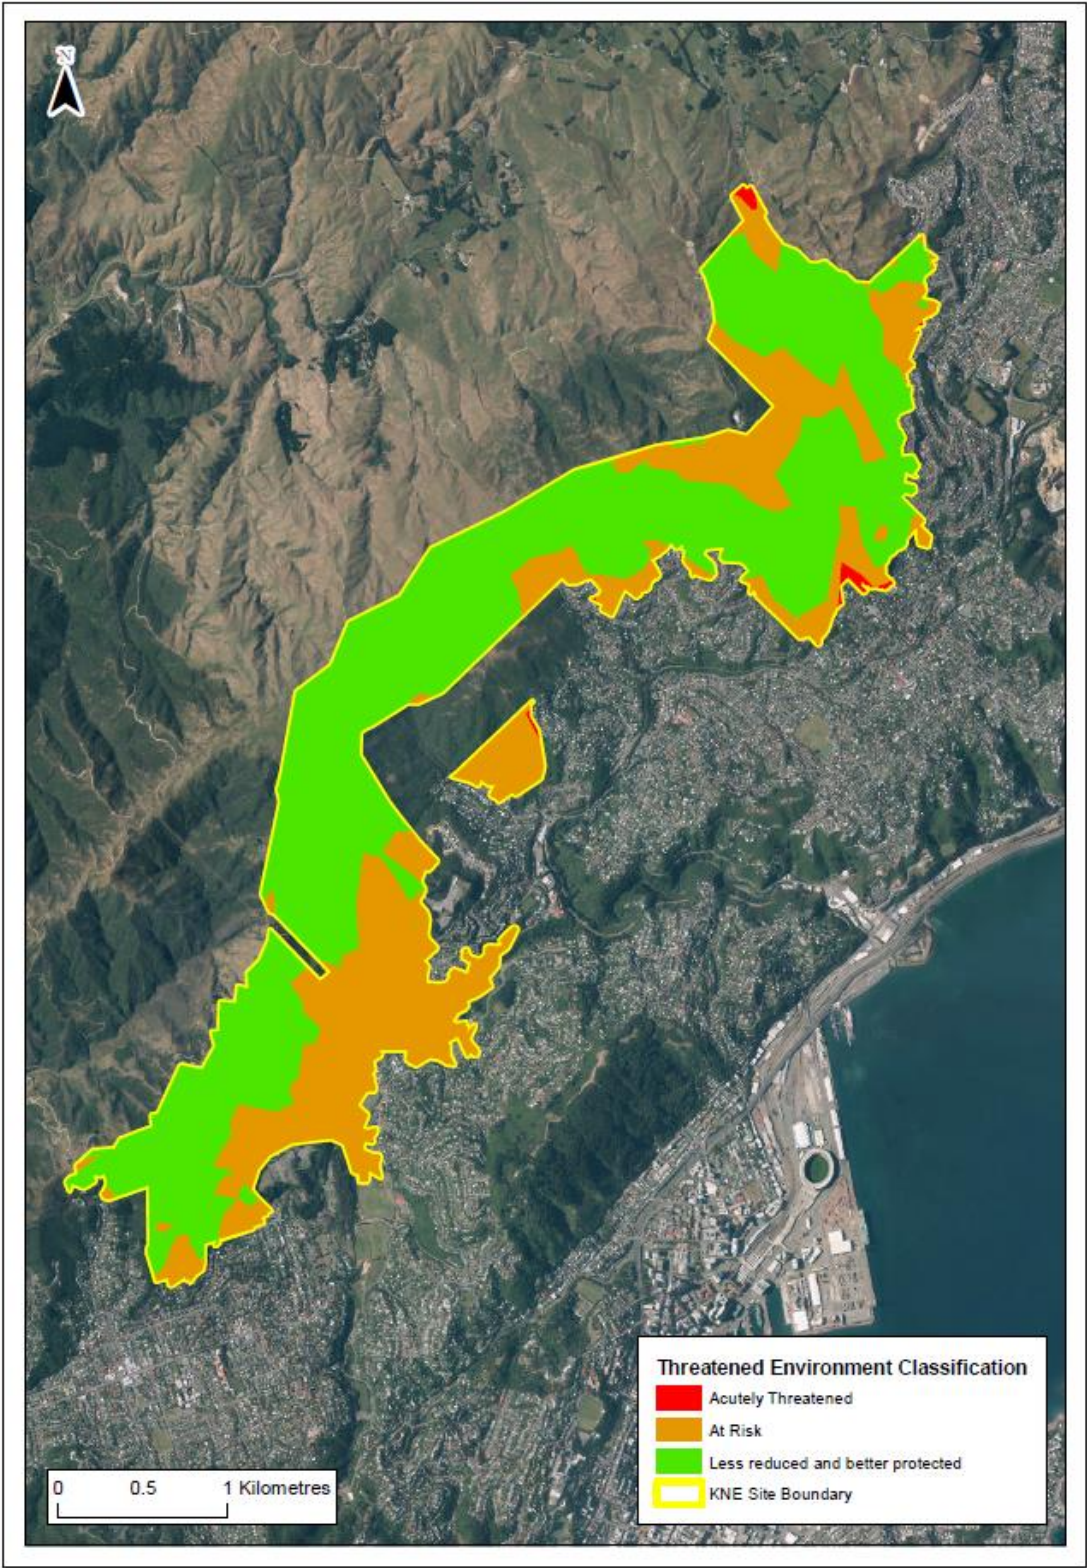 N
Threatened Environment Classification
Acutely Threatened
At Risk
Less reduced and better protected
KNE Site Boundary
0 0.5 1 Kilometres